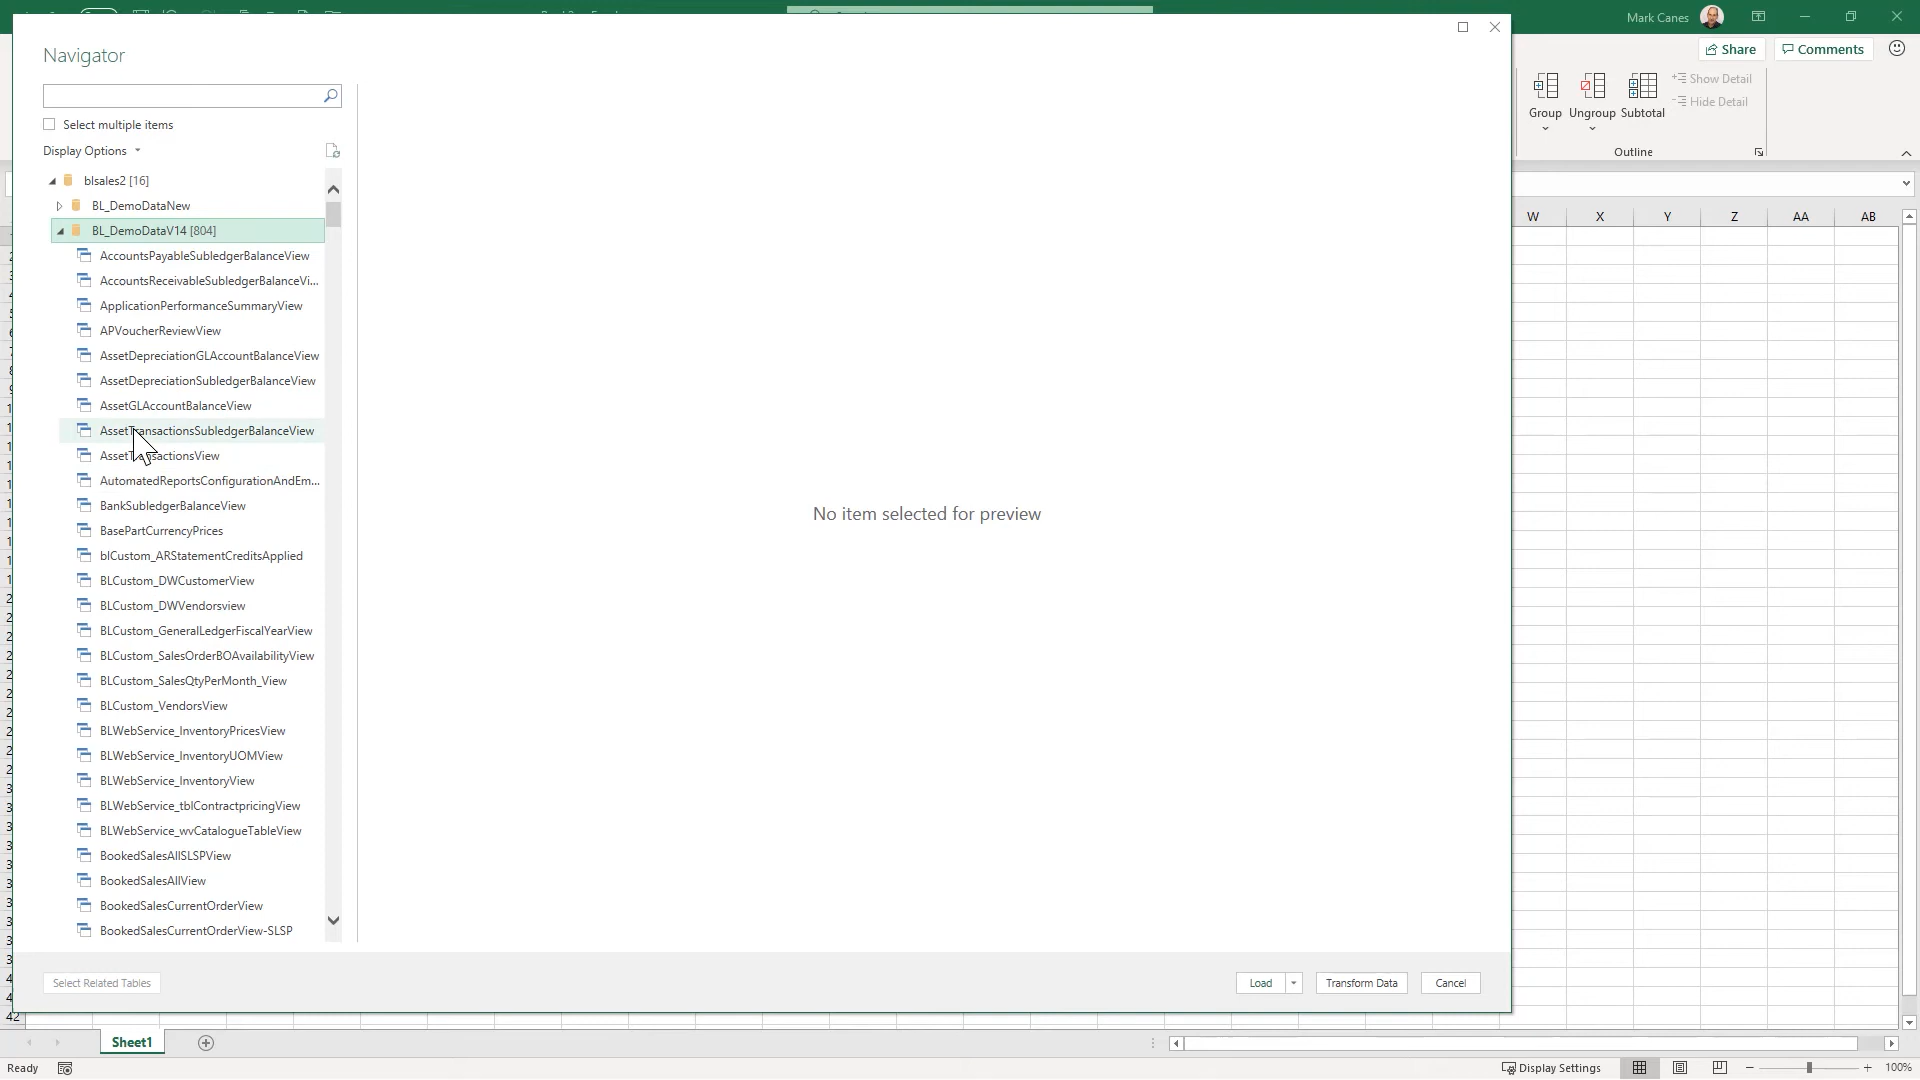 Mark Canes
Navigator
Share
Comments
Select multiple items
Display Options
Group
Ungroup
Subtotal
Show Detail
Hide Detail
Outline
blsales2 [16]
BL_DemoDataNew
BL_DemoDataV14 [804]
AccountsPayableSubledgerBalanceView
AccountsReceivableSubledgerBalanceVi...
ApplicationPerformanceSummaryView
APVoucherReviewView
AssetDepreciationGLAccountBalanceView
AssetDepreciationSubledgerBalanceView
AssetGLAccountBalanceView
AssetTransactionsSubledgerBalanceView
AssetTransactionsView
AutomatedReportsConfigurationAndEm...
BankSubledgerBalanceView
BasePartCurrencyPrices
blCustom_ARStatementCreditsApplied
BLCustom_DWCustomerView
BLCustom_DWVendorsview
BLCustom_GeneralLedgerFiscalYearView
BLCustom_SalesOrderBOAvailabilityView
BLCustom_SalesQtyPerMonth_View
BLCustom_VendorsView
BLWebService_InventoryPricesView
BLWebService_InventoryUOMView
BLWebService_InventoryView
BLWebService_tblContractpricingView
BLWebService_wvCatalogueTableView
BookedSalesAllSLSPView
BookedSalesAllView
BookedSalesCurrentOrderView
BookedSalesCurrentOrderView-SLSP
No item selected for preview
W X Y Z AA AB
Select Related Tables
Load
Transform Data
Cancel
42
Sheet1
Ready
Display Settings
100%